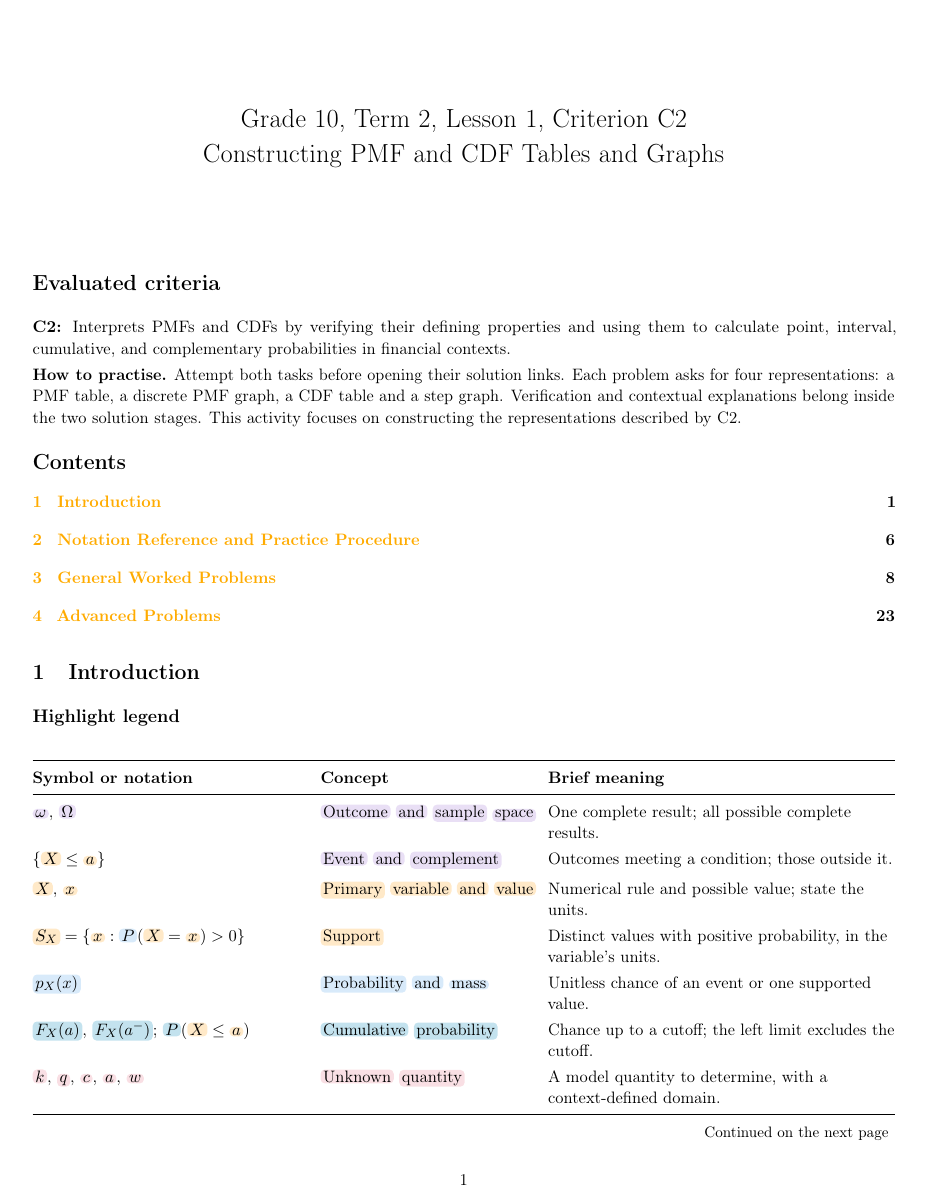 Grade 10, Term 2, Lesson 1, Criterion C2
Constructing PMF and CDF Tables and Graphs
Evaluated criteria
C2: Interprets PMFs and CDFs by verifying their defining properties and using them to calculate point, interval,
cumulative, and complementary probabilities in financial contexts.
How to practise. Attempt both tasks before opening their solution links. Each problem asks for four representations: a
PMF table, a discrete PMF graph, a CDF table and a step graph. Verification and contextual explanations belong inside
the two solution stages. This activity focuses on constructing the representations described by C2.
Contents
1 Introduction 1
2 Notation Reference and Practice Procedure 6
3 General Worked Problems 8
4 Advanced Problems 23
1 Introduction
Highlight legend
Symbol or notation Concept Brief meaning
ω, Ω Outcome and sample space One complete result; all possible complete
results.
{X ≤ a} Event and complement Outcomes meeting a condition; those outside it.
X, x Primary variable and value Numerical rule and possible value; state the
units.
S_X = {x : P(X = x) > 0} Support Distinct values with positive probability, in the
variable's units.
p_X(x) Probability and mass Unitless chance of an event or one supported
value.
F_X(a), F_X(a⁻); P(X ≤ a) Cumulative probability Chance up to a cutoff; the left limit excludes the
cutoff.
k, q, c, a, w Unknown quantity A model quantity to determine, with a
context-defined domain.
Continued on the next page
1